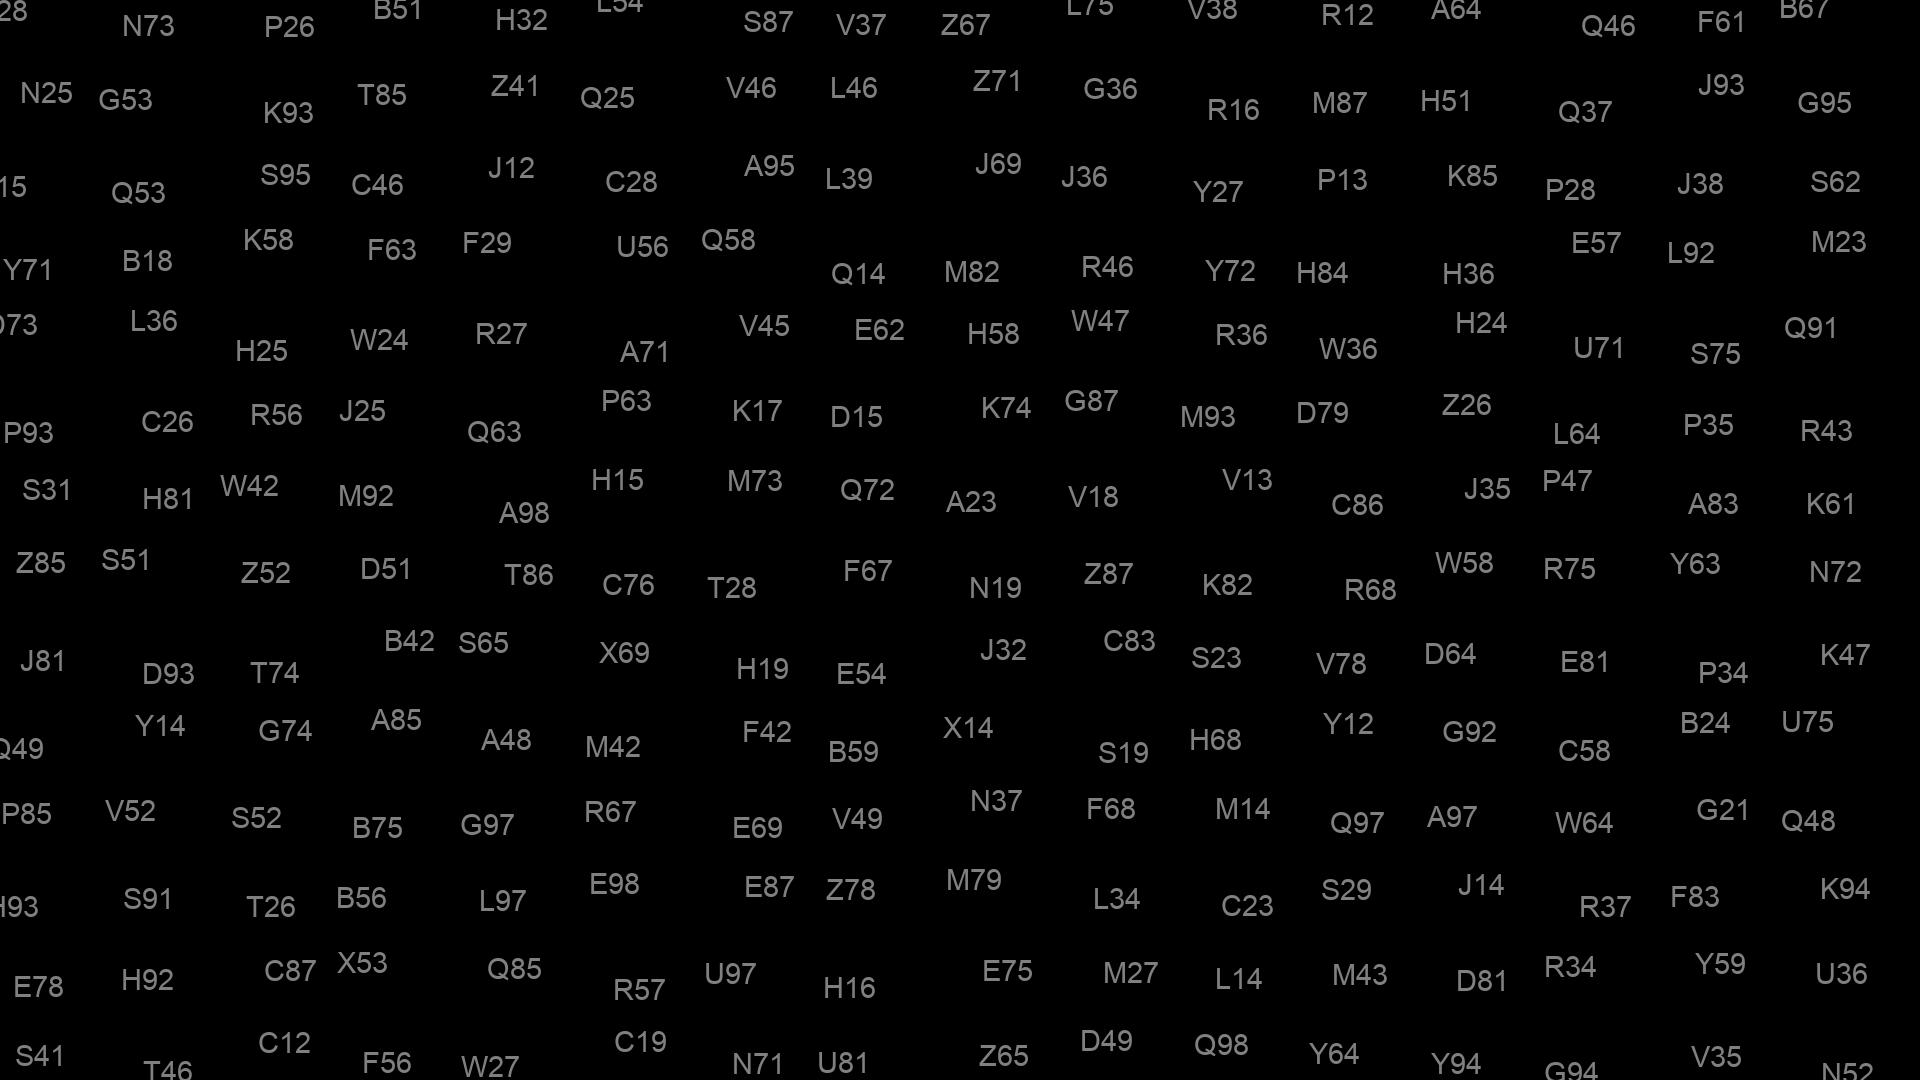 28 N73 P26 B51 H32 L54 S87 V37 Z67 L75 V38 R12 A64 Q46 F61 B67
N25 G53 K93 T85 Z41 Q25 V46 L46 Z71 G36 R16 M87 H51 Q37 J93 G95
15 Q53 S95 C46 J12 C28 A95 L39 J69 J36 Y27 P13 K85 P28 J38 S62
Y71 B18 K58 F63 F29 U56 Q58 Q14 M82 R46 Y72 H84 H36 E57 L92 M23
73 L36 H25 W24 R27 A71 V45 E62 H58 W47 R36 W36 H24 U71 S75 Q91
P93 C26 R56 J25 Q63 P63 K17 D15 K74 G87 M93 D79 Z26 L64 P35 R43
S31 H81 W42 M92 A98 H15 M73 Q72 A23 V18 V13 C86 J35 P47 A83 K61
Z85 S51 Z52 D51 T86 C76 T28 F67 N19 Z87 K82 R68 W58 R75 Y63 N72
J81 D93 T74 B42 S65 X69 H19 E54 J32 C83 S23 V78 D64 E81 P34 K47
Q49 Y14 G74 A85 A48 M42 F42 B59 X14 S19 H68 Y12 G92 C58 B24 U75
P85 V52 S52 B75 G97 R67 E69 V49 N37 F68 M14 Q97 A97 W64 G21 Q48
H93 S91 T26 B56 L97 E98 E87 Z78 M79 L34 C23 S29 J14 R37 F83 K94
E78 H92 C87 X53 Q85 R57 U97 H16 E75 M27 L14 M43 D81 R34 Y59 U36
S41 T46 C12 F56 W27 C19 N71 U81 Z65 D49 Q98 Y64 Y94 G94 V35 N52